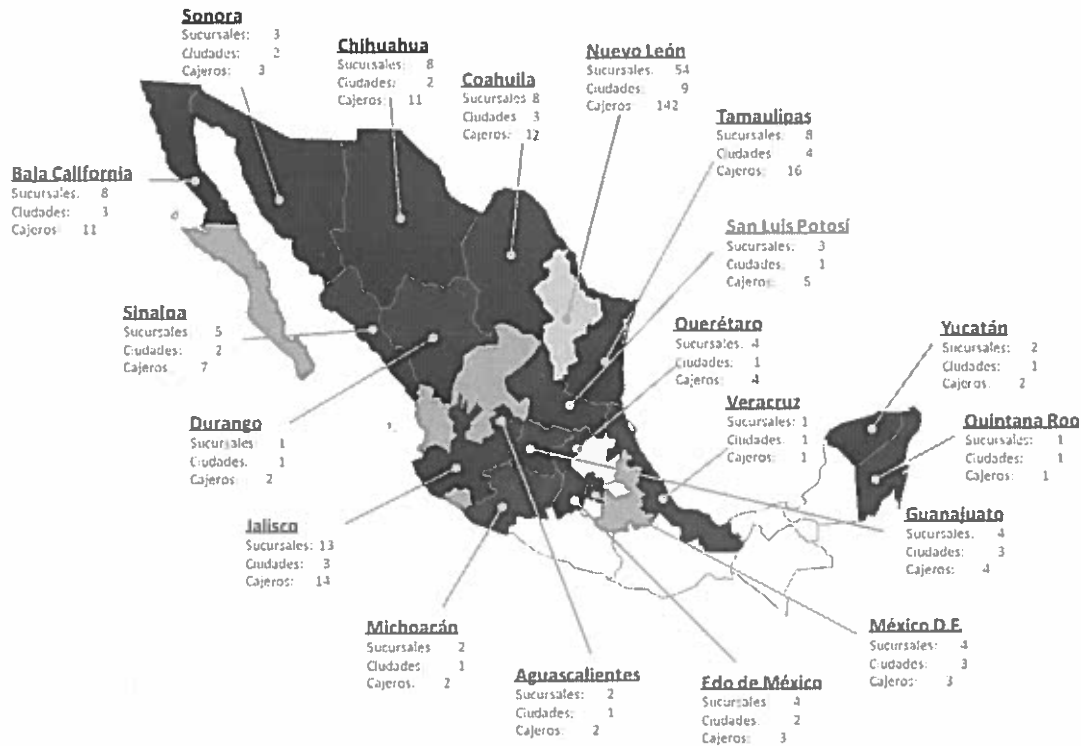 Sonora
Sucursales: 3
Ciudades: 2
Cajeros: 3
Chihuahua
Sucursales: 8
Ciudades: 2
Cajeros: 11
Coahuila
Sucursales 8
Ciudades: 3
Cajeros: 12
Nuevo León
Sucursales: 54
Ciudades: 9
Cajeros 142
Tamaulipas
Sucursales: 8
Ciudades 4
Cajeros: 16
Baja California
Sucursales. 8
Ciudades: 3
Cajeros: 11
San Luis Potosí
Sucursales: 3
Ciudades: 1
Cajeros: 5
Sinaloa
Sucursales 5
Ciudades: 2
Cajeros. 7
Querétaro
Sucursales. 4
Ciudades: 1
Cajeros: 4
Yucatán
Sucursales: 2
Ciudades: 1
Cajeros: 2
Durango
Sucursales: 1
Ciudades. 1
Cajeros: 2
Veracruz
Sucursales: 1
Ciudades: 1
Cajeros: 1
Quintana Roo
Sucursales: 1
Ciudades: 1
Cajeros: 1
Jalisco
Sucursales: 13
Ciudades: 3
Cajeros: 14
Guanajuato
Sucursales. 4
Ciudades: 3
Cajeros: 4
Michoacán
Sucursales 2
Ciudades: 1
Cajeros. 2
Aguascalientes
Sucursales: 2
Ciudades: 1
Cajeros: 2
Edo de México
Sucursales 4
Ciudades: 2
Cajeros: 3
México D.F.
Sucursales: 4
Ciudades: 3
Cajeros: 3